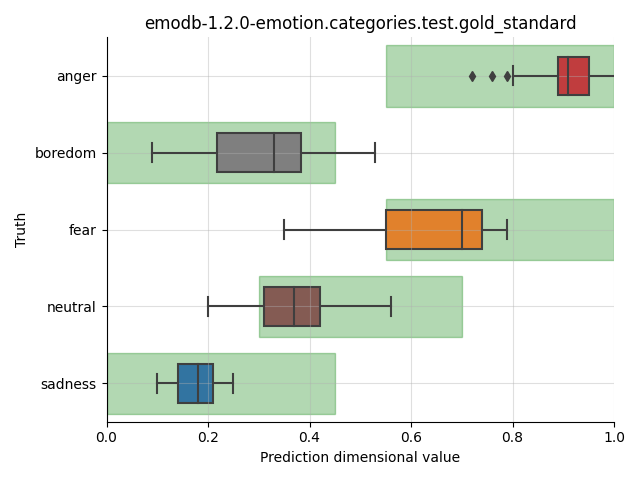 emodb-1.2.0-emotion.categories.test.gold_standard
anger
boredom
fear
neutral
sadness
Truth
0.0 0.2 0.4 0.6 0.8 1.0
Prediction dimensional value